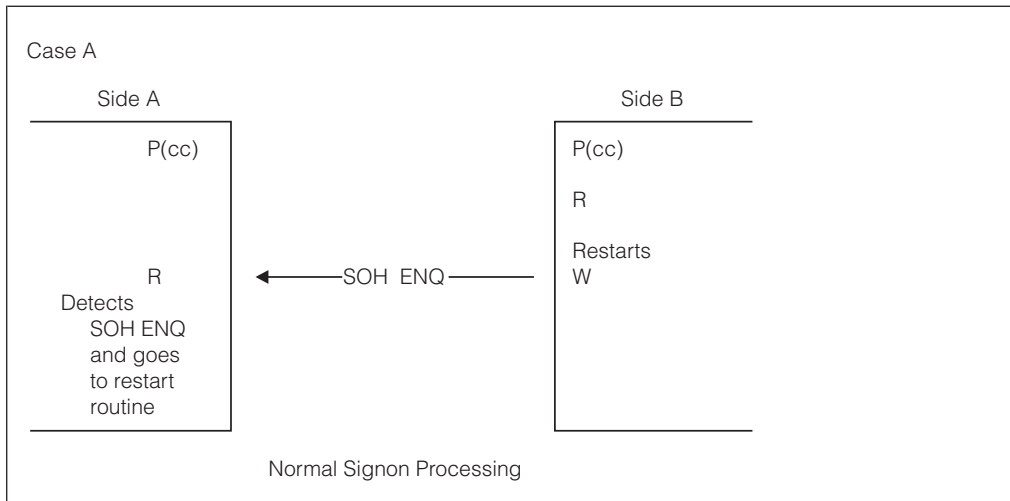 Case A
Side A
Side B
P(cc)
P(cc)
R
Restarts
R
SOH ENQ
W
Detects
SOH ENQ
and goes
to restart
routine
Normal Signon Processing